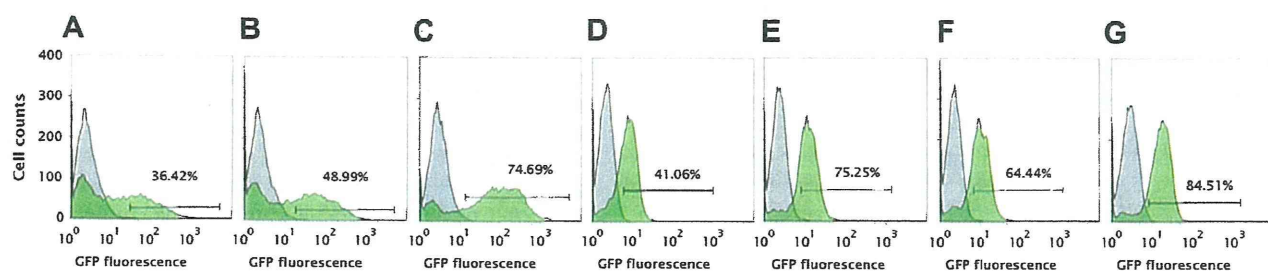 A B C D E F G
400
300
200
100
0
Cell counts
36.42% 48.99% 74.69% 41.06% 75.25% 64.44% 84.51%
10⁰ 10¹ 10² 10³ 10⁰ 10¹ 10² 10³ 10⁰ 10¹ 10² 10³ 10⁰ 10¹ 10² 10³ 10⁰ 10¹ 10² 10³ 10⁰ 10¹ 10² 10³ 10⁰ 10¹ 10² 10³
GFP fluorescence GFP fluorescence GFP fluorescence GFP fluorescence GFP fluorescence GFP fluorescence GFP fluorescence